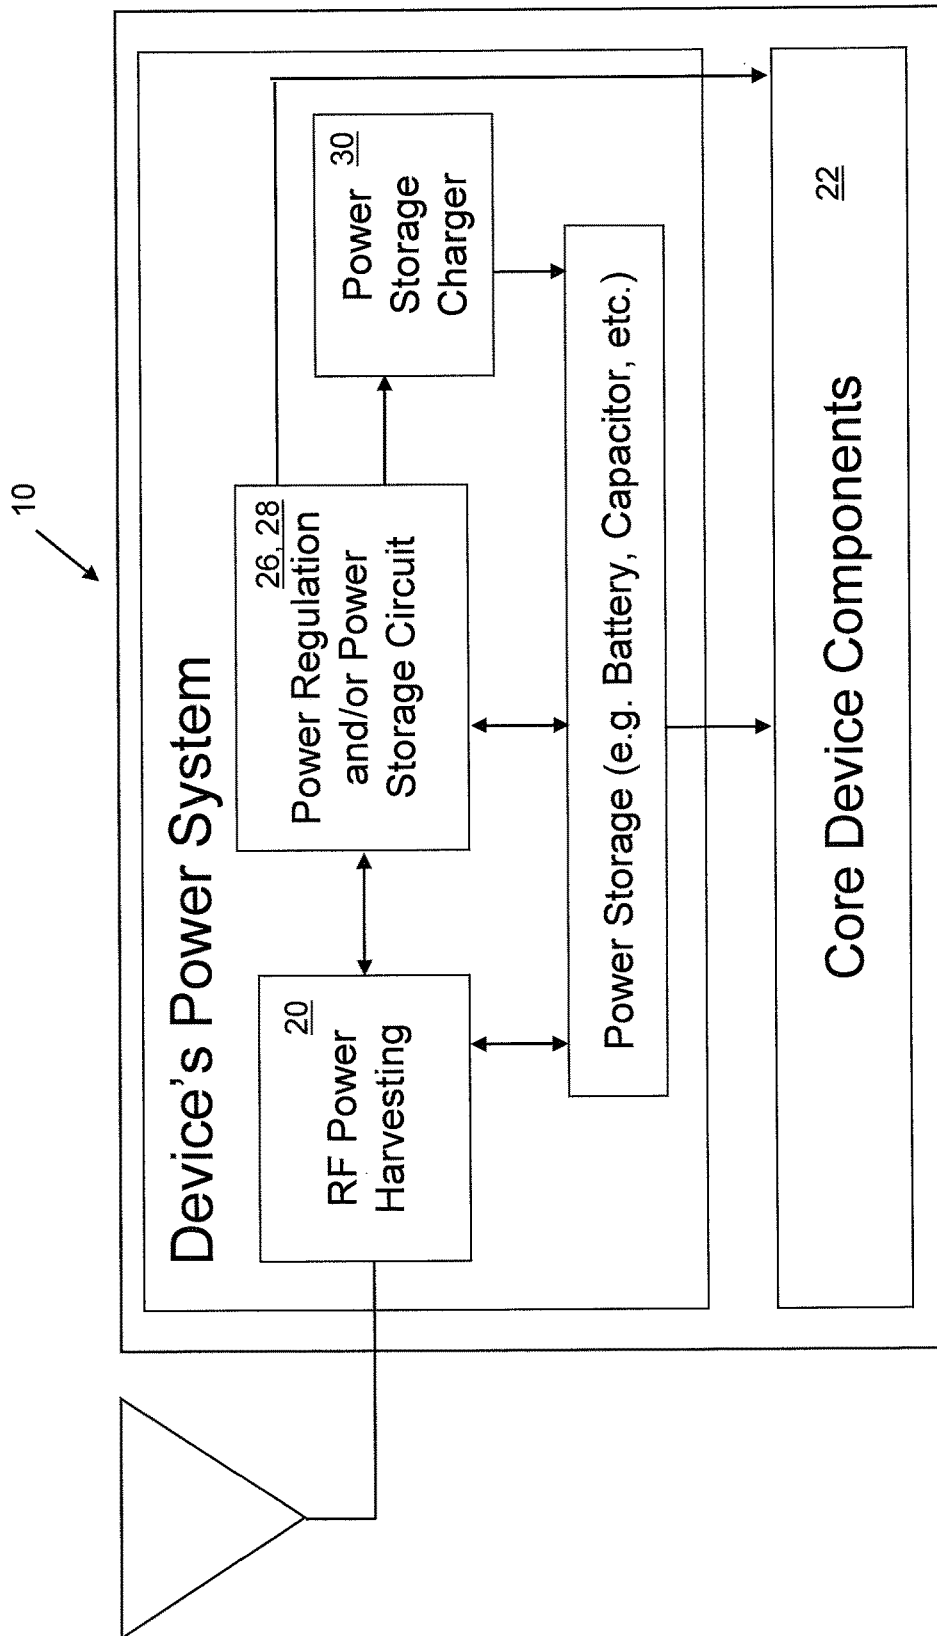 10
Device's Power System
20
RF Power
Harvesting
26, 28
Power Regulation
and/or Power
Storage Circuit
30
Power
Storage
Charger
Power Storage (e.g. Battery, Capacitor, etc.)
22
Core Device Components